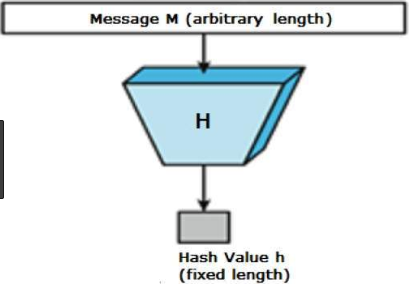 Message M (arbitrary length)
H
Hash Value h
(fixed length)